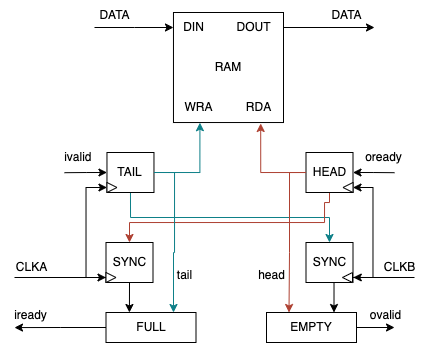 DATA DATA
DIN DOUT
RAM
WRA RDA
ivalid oready
TAIL HEAD
SYNC SYNC
CLKA CLKB
tail head
iready ovalid
FULL EMPTY